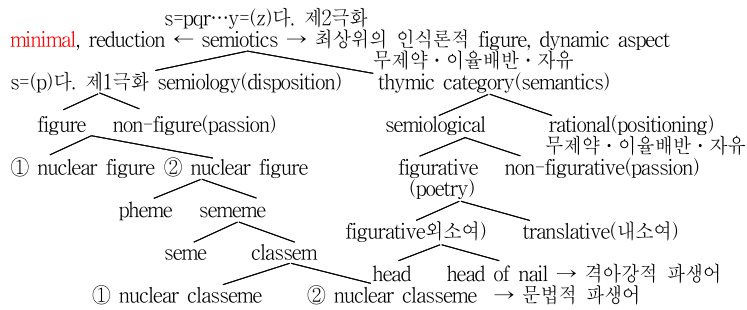 s=pqr…y=(z)다. 제2극화
minimal, reduction ← semiotics → 최상위의 인식론적 figure, dynamic aspect
무제약·이율배반·자유
s=(p)다. 제1극화 semiology(disposition) thymic category(semantics)
figure non-figure(passion) semiological rational(positioning)
무제약·이율배반·자유
① nuclear figure ② nuclear figure figurative non-figurative(passion)
(poetry)
pheme sememe
figurative외소여) translative(내소여)
seme classem
head head of nail → 격아강적 파생어
① nuclear classeme ② nuclear classeme → 문법적 파생어